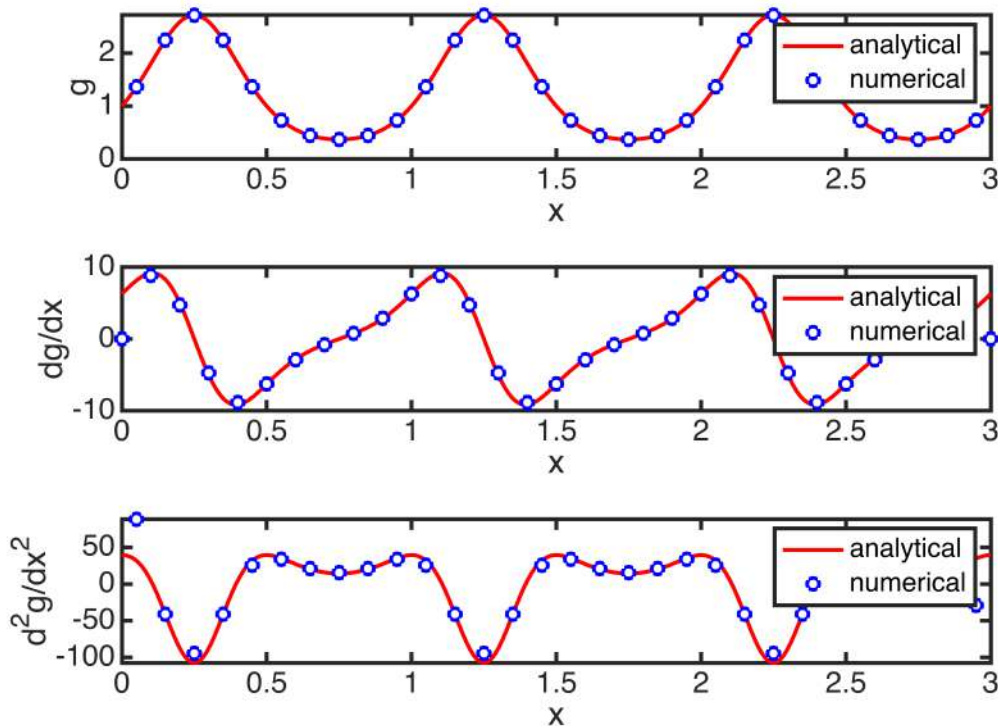 g
2
1
0
analytical
numerical
0 0.5 1 1.5 2 2.5 3
x
dg/dx
10
0
-10
analytical
numerical
0 0.5 1 1.5 2 2.5 3
x
d²g/dx²
50
0
-50
-100
analytical
numerical
0 0.5 1 1.5 2 2.5 3
x